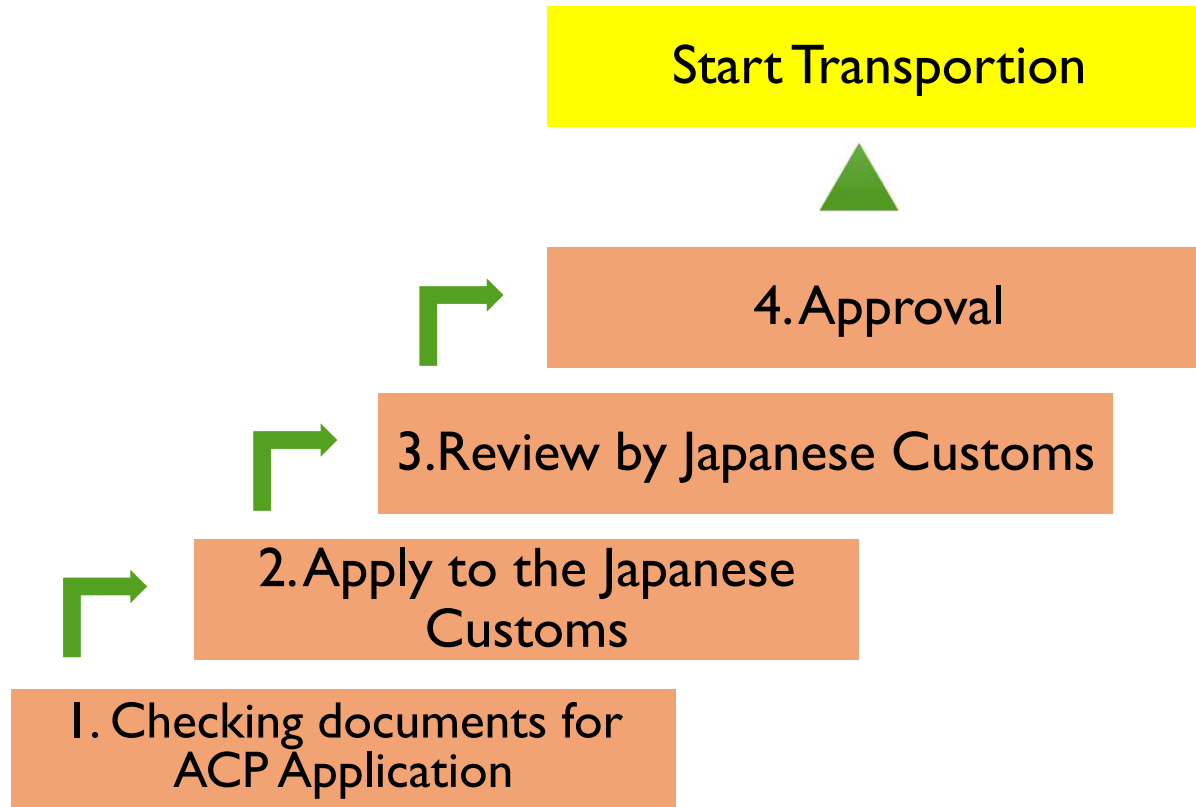 Start Transportion
4. Approval
3.Review by Japanese Customs
2. Apply to the Japanese
Customs
1. Checking documents for
ACP Application